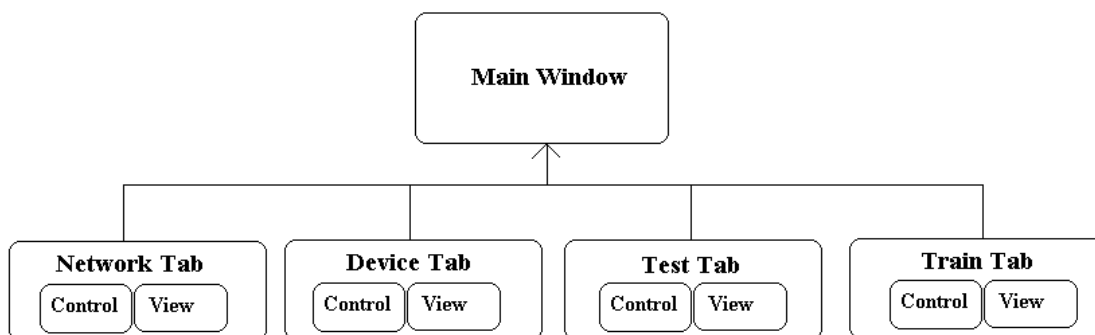 Main Window
Network Tab
Control View
Device Tab
Control View
Test Tab
Control View
Train Tab
Control View